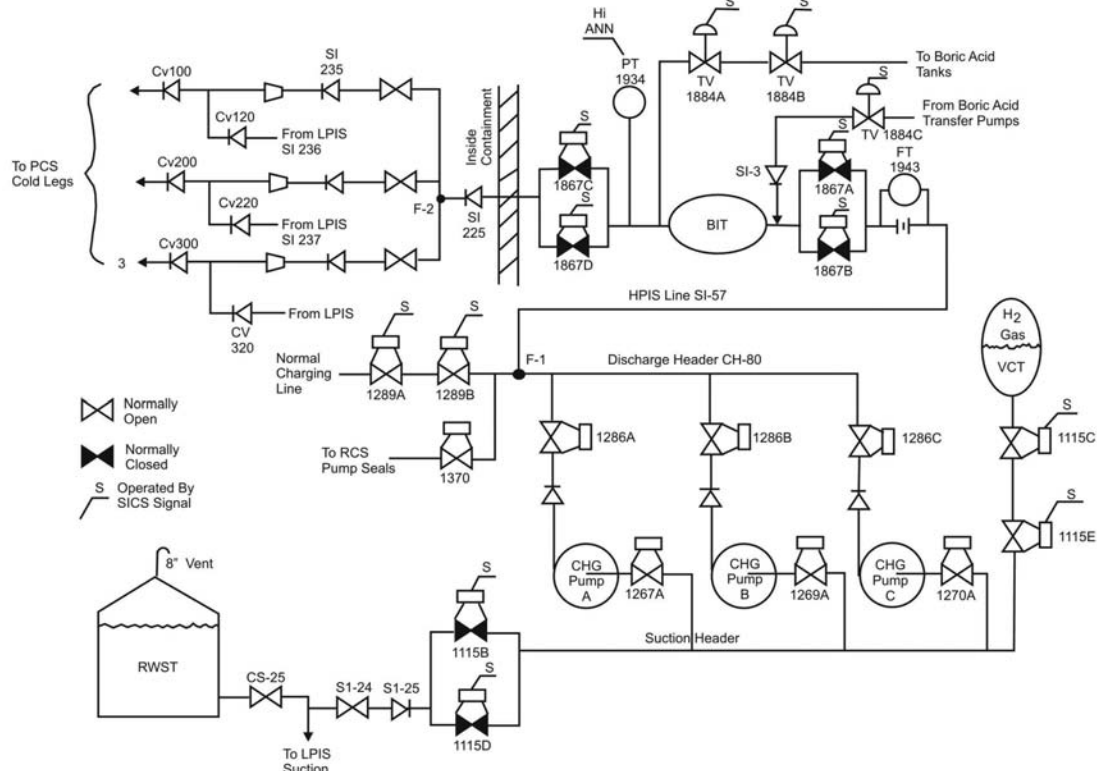 Hi
ANN
PT
1934
S
S
TV
1884A
TV
1884B
To Boric Acid
Tanks
S
From Boric Acid
Transfer Pumps
TV 1884C
Cv100
SI
235
Cv120
From LPIS
SI 236
To PCS
Cold Legs
Cv200
Cv220
From LPIS
SI 237
Cv300
3
From LPIS
CV
320
F-2
SI
225
Inside
Containment
S
1867C
S
1867D
SI-3
BIT
S
1867A
S
1867B
FT
1943
HPIS Line SI-57
Normal
Charging
Line
S
1289A
S
1289B
F-1
Discharge Header CH-80
H2
Gas
VCT
To RCS
Pump Seals
1370
1286A
1286B
1286C
S
1115C
S
1115E
Normally
Open
Normally
Closed
S
Operated By
SICS Signal
CHG
Pump
A
1267A
CHG
Pump
B
1269A
CHG
Pump
C
1270A
8" Vent
RWST
CS-25
To LPIS
Suction
S1-24
S1-25
S
1115B
S
1115D
Suction Header